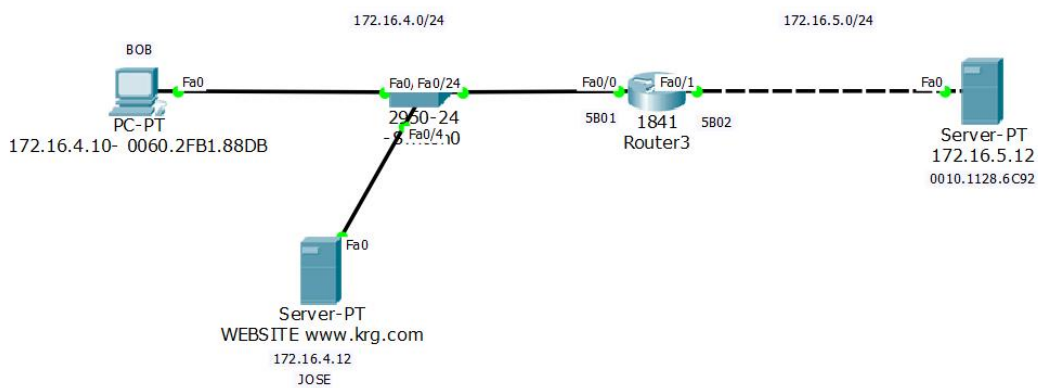 172.16.4.0/24
172.16.5.0/24
BOB
Fa0
Fa0, Fa0/24
Fa0/0
Fa0/1
Fa0
PC-PT
172.16.4.10- 0060.2FB1.88DB
2950-24
Fa0/4
5B01
1841
Router3
5B02
Server-PT
172.16.5.12
0010.1128.6C92
Fa0
Server-PT
WEBSITE www.krg.com
172.16.4.12
JOSE